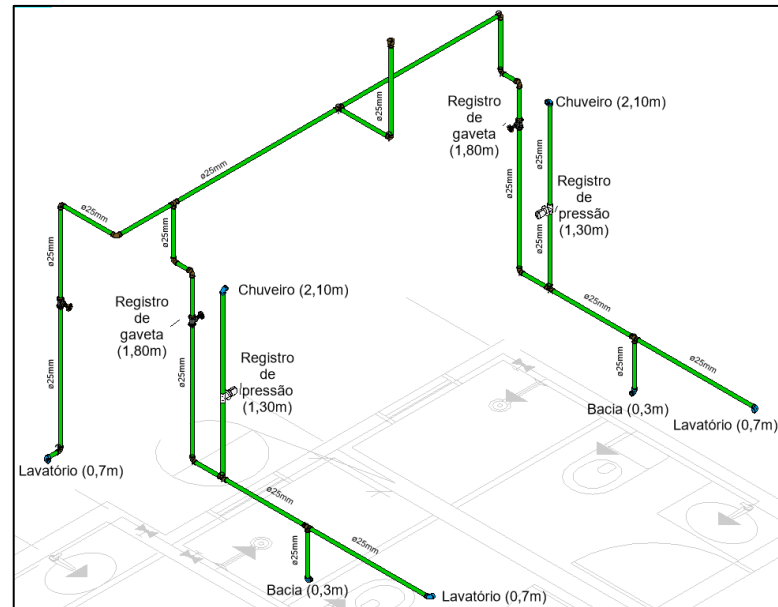 Registro
de
gaveta
(1,80m)
Chuveiro (2,10m)
ø25mm
ø25mm
ø25mm
Registro
de
pressão
(1,30m)
ø25mm
ø25mm
ø25mm
ø25mm
ø25mm
ø25mm
Registro
de
gaveta
(1,80m)
Chuveiro (2,10m)
ø25mm
ø25mm
ø25mm
ø25mm
ø25mm
Registro
de
pressão
(1,30m)
Bacia (0,3m)
Lavatório (0,7m)
Lavatório (0,7m)
ø25mm
ø25mm
ø25mm
Bacia (0,3m)
Lavatório (0,7m)